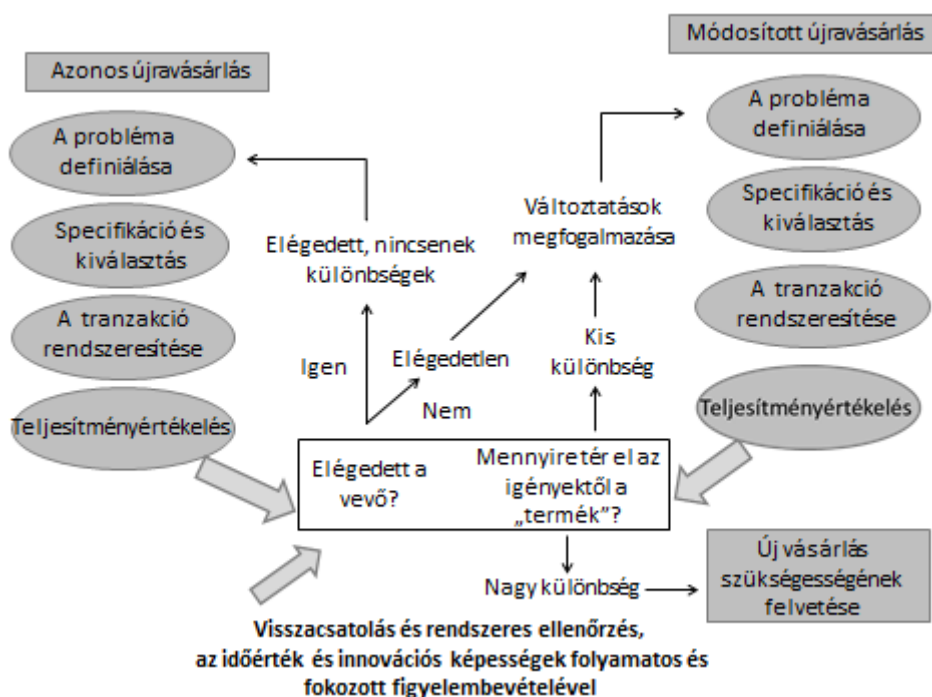 Azonos újravásárlás
A probléma
definiálása
Specifikáció és
kiválasztás
A tranzakció
rendszeresítése
Teljesítményértékelés
Elégedett, nincsenek
különbségek
Igen
Elégedetlen
Nem
Változtatások
megfogalmazása
Kis
különbség
Elégedett a
vevő?
Mennyire tér el az
igényektől a
„termék”?
Nagy különbség
Módosított újravásárlás
A probléma
definiálása
Specifikáció és
kiválasztás
A tranzakció
rendszeresítése
Teljesítményértékelés
Új vásárlás
szükségességének
felvetése
Visszacsatolás és rendszeres ellenőrzés,
az időérték és innovációs képességek folyamatos és
fokozott figyelembevételével